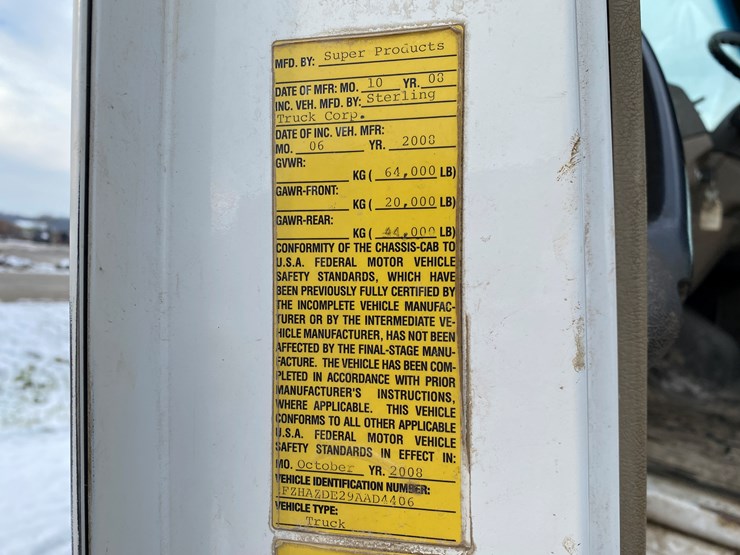 MFD. BY: Super Products
DATE OF MFR: MO. 10 YR. 08
INC. VEH. MFD. BY: Sterling
Truck Corp.
DATE OF INC. VEH. MFR:
MO. 06 YR. 2008
GVWR:
KG ( 64,000 LB)
GAWR-FRONT:
KG ( 20,000 LB)
GAWR-REAR:
KG ( 44,000 LB)
CONFORMITY OF THE CHASSIS-CAB TO
U.S.A. FEDERAL MOTOR VEHICLE
SAFETY STANDARDS, WHICH HAVE
BEEN PREVIOUSLY FULLY CERTIFIED BY
THE INCOMPLETE VEHICLE MANUFAC-
TURER OR BY THE INTERMEDIATE VE-
HICLE MANUFACTURER, HAS NOT BEEN
AFFECTED BY THE FINAL-STAGE MANU-
FACTURE. THE VEHICLE HAS BEEN COM-
PLETED IN ACCORDANCE WITH PRIOR
MANUFACTURER'S INSTRUCTIONS,
WHERE APPLICABLE. THIS VEHICLE
CONFORMS TO ALL OTHER APPLICABLE
U.S.A. FEDERAL MOTOR VEHICLE
SAFETY STANDARDS IN EFFECT IN:
MO. October YR. 2008
VEHICLE IDENTIFICATION NUMBER:
FZHAZDE29AAD4406
VEHICLE TYPE:
Truck